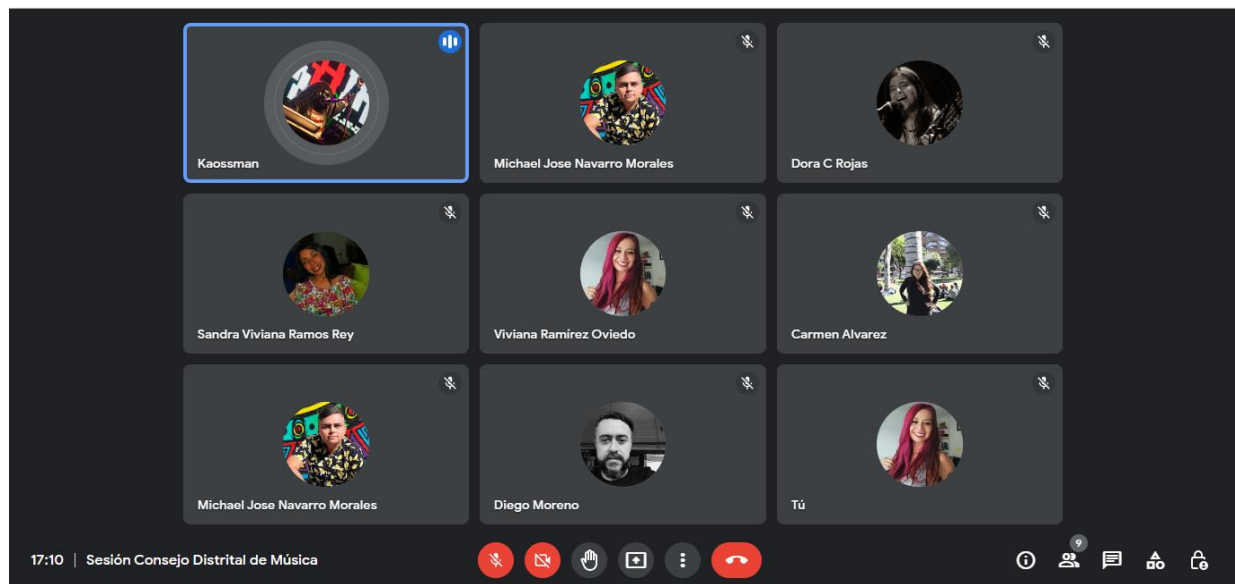 Kaossman
Michael Jose Navarro Morales
Dora C Rojas
Sandra Viviana Ramos Rey
Viviana Ramírez Oviedo
Carmen Alvarez
Michael Jose Navarro Morales
Diego Moreno
Tú
17:10 | Sesión Consejo Distrital de Música
9